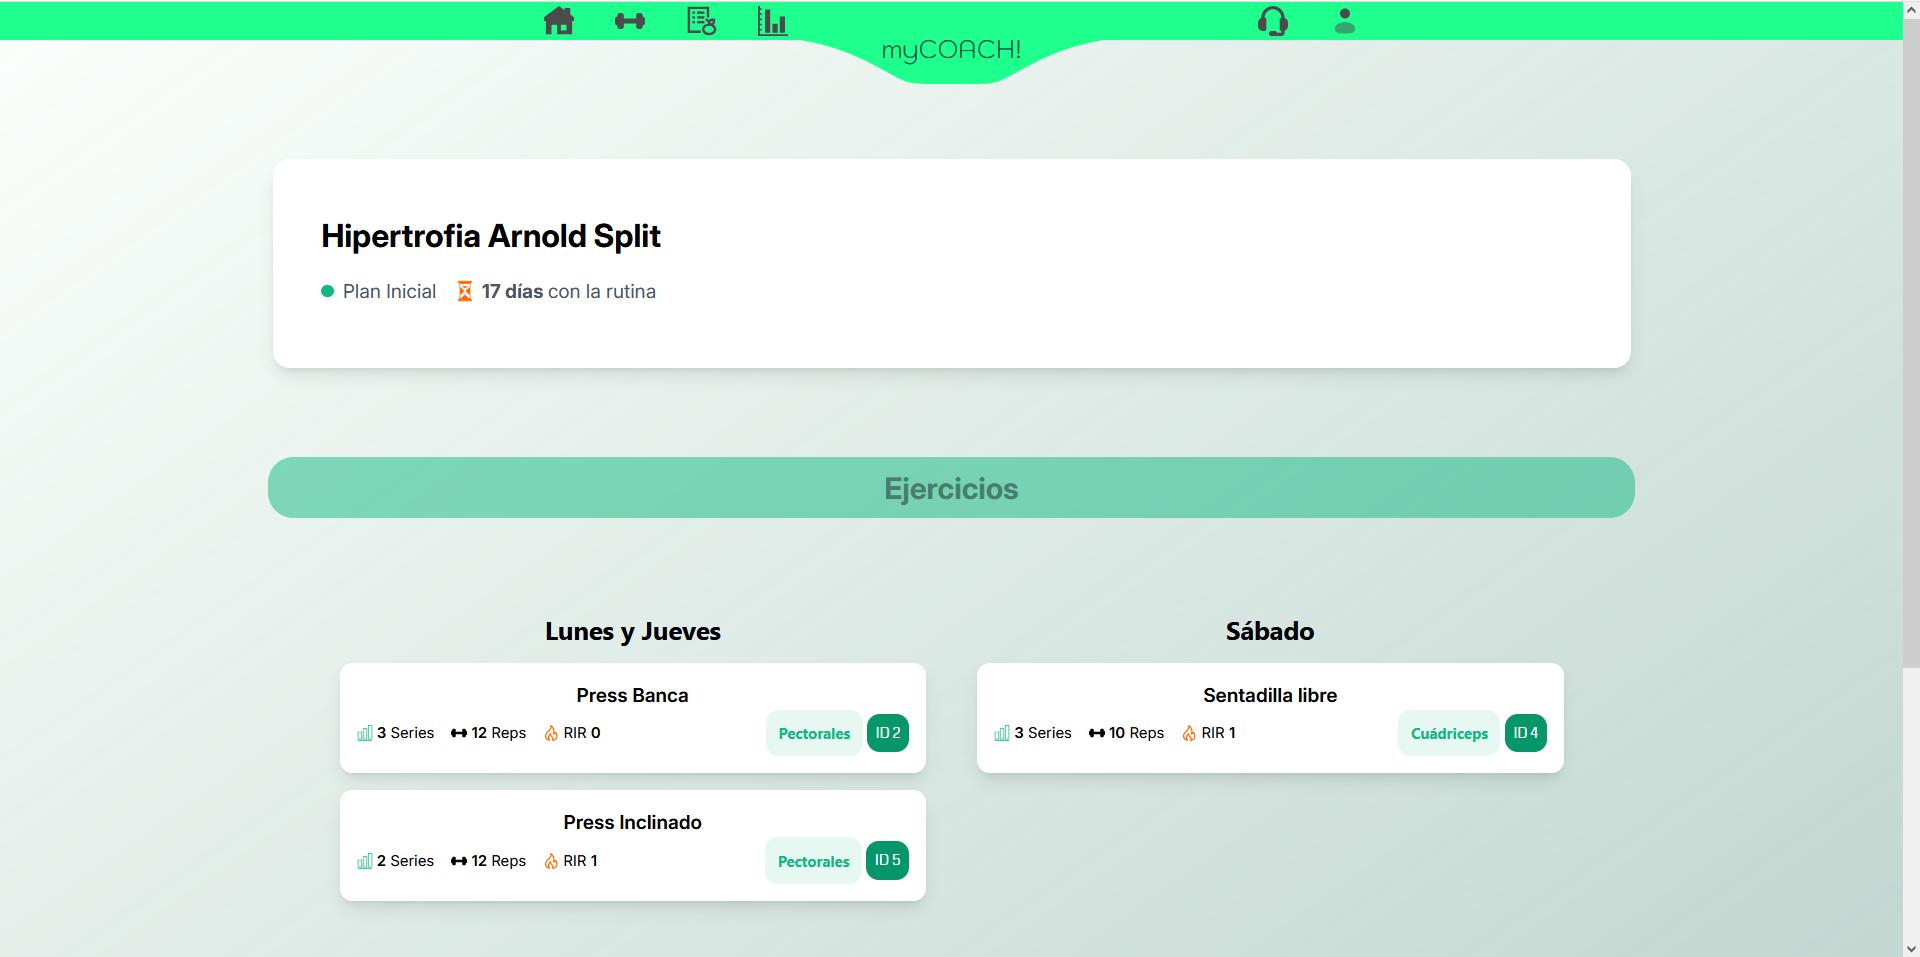 myCOACH!
Hipertrofia Arnold Split
Plan Inicial 17 días con la rutina
Ejercicios
Lunes y Jueves
Press Banca
3 Series 12 Reps RIR 0 Pectorales ID 2
Press Inclinado
2 Series 12 Reps RIR 1 Pectorales ID 5
Sábado
Sentadilla libre
3 Series 10 Reps RIR 1 Cuádriceps ID 4